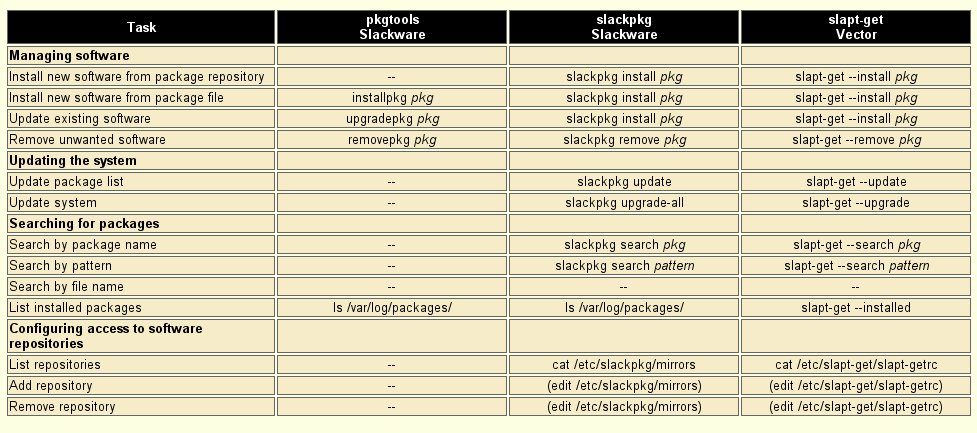 Task pkgtools Slackware slackpkg Slackware slapt-get Vector
Managing software
Install new software from package repository -- slackpkg install pkg slapt-get --install pkg
Install new software from package file installpkg pkg slackpkg install pkg slapt-get --install pkg
Update existing software upgradepkg pkg slackpkg install pkg slapt-get --install pkg
Remove unwanted software removepkg pkg slackpkg remove pkg slapt-get --remove pkg
Updating the system
Update package list -- slackpkg update slapt-get --update
Update system -- slackpkg upgrade-all slapt-get --upgrade
Searching for packages
Search by package name -- slackpkg search pkg slapt-get --search pkg
Search by pattern -- slackpkg search pattern slapt-get --search pattern
Search by file name -- -- --
List installed packages ls /var/log/packages/ ls /var/log/packages/ slapt-get --installed
Configuring access to software
repositories
List repositories -- cat /etc/slackpkg/mirrors cat /etc/slapt-get/slapt-getrc
Add repository -- (edit /etc/slackpkg/mirrors) (edit /etc/slapt-get/slapt-getrc)
Remove repository -- (edit /etc/slackpkg/mirrors) (edit /etc/slapt-get/slapt-getrc)